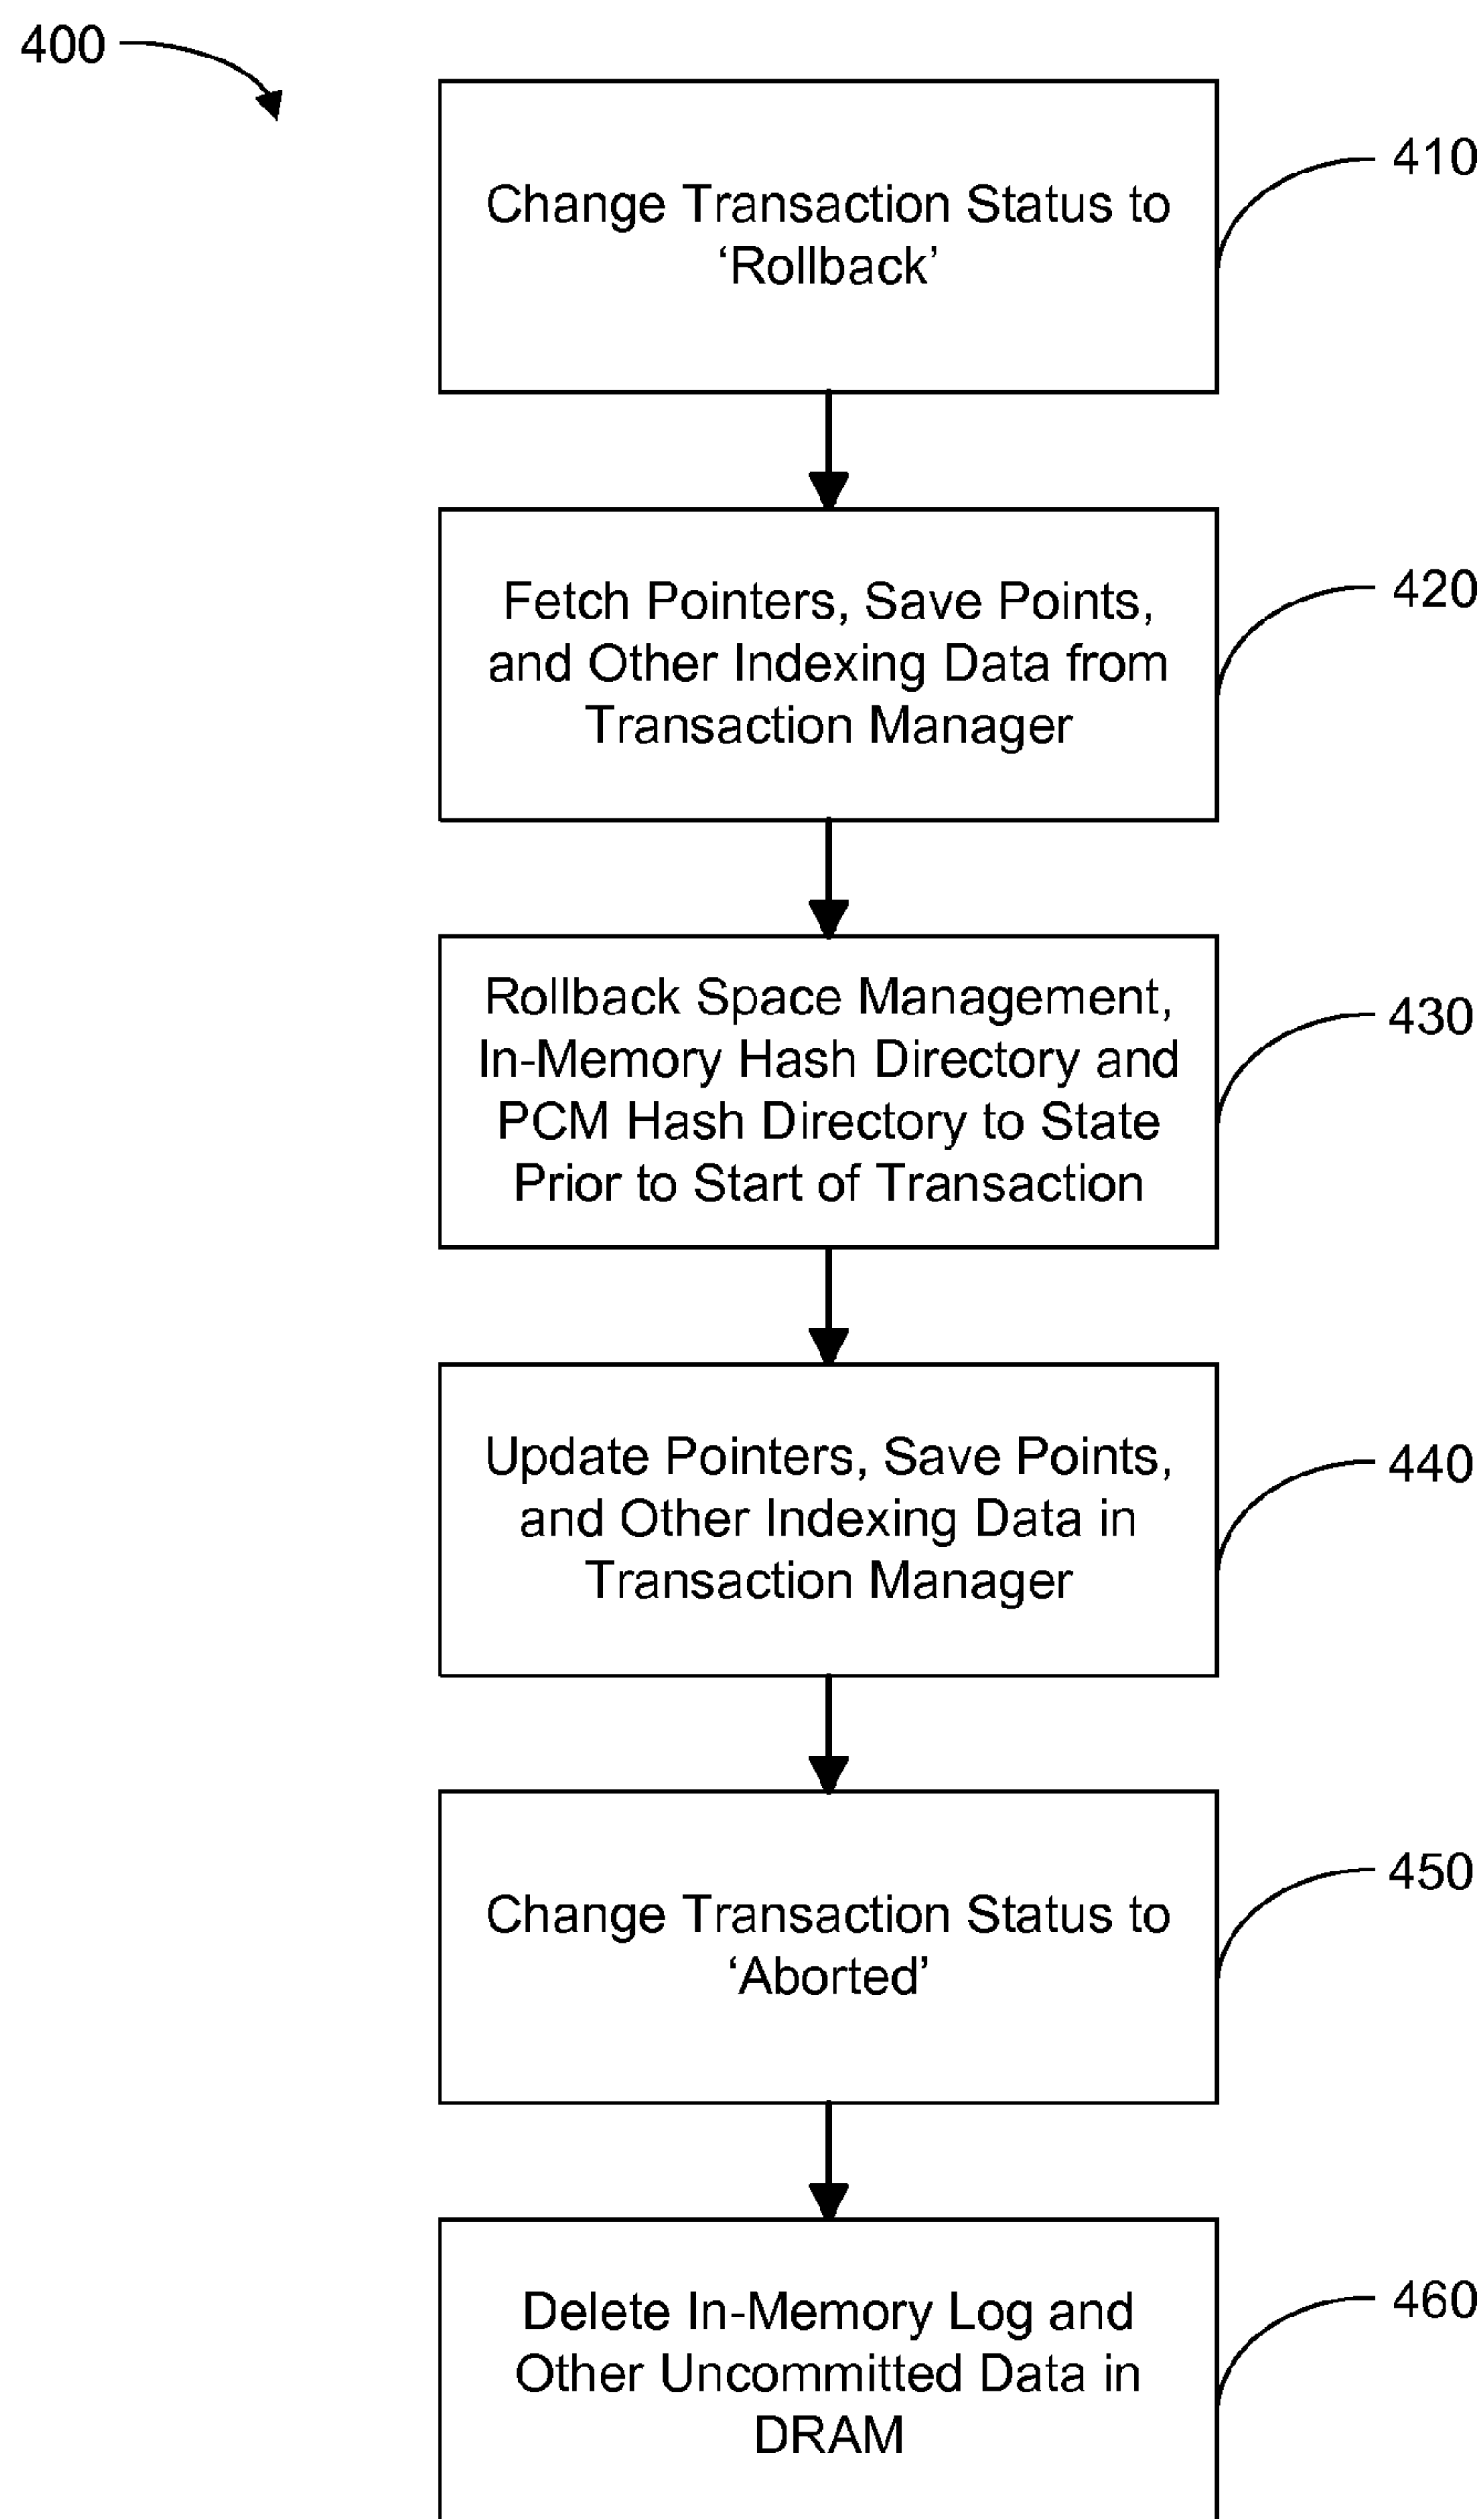 400
410
Change Transaction Status to
‘Rollback’
420
Fetch Pointers, Save Points,
and Other Indexing Data from
Transaction Manager
430
Rollback Space Management,
In-Memory Hash Directory and
PCM Hash Directory to State
Prior to Start of Transaction
440
Update Pointers, Save Points,
and Other Indexing Data in
Transaction Manager
450
Change Transaction Status to
‘Aborted’
460
Delete In-Memory Log and
Other Uncommitted Data in
DRAM